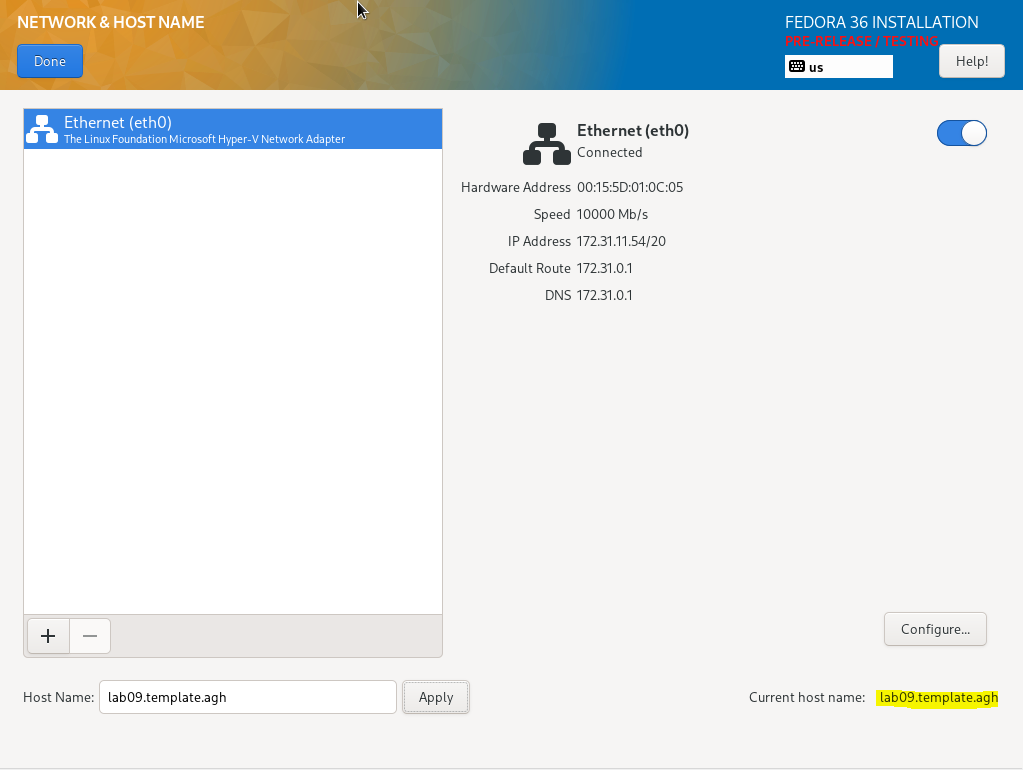 NETWORK & HOST NAME
FEDORA 36 INSTALLATION
PRE-RELEASE / TESTING
Done
us
Help!
Ethernet (eth0)
The Linux Foundation Microsoft Hyper-V Network Adapter
Ethernet (eth0)
Connected
Hardware Address 00:15:5D:01:0C:05
Speed 10000 Mb/s
IP Address 172.31.11.54/20
Default Route 172.31.0.1
DNS 172.31.0.1
Configure...
Host Name: lab09.template.agh Apply
Current host name: lab09.template.agh